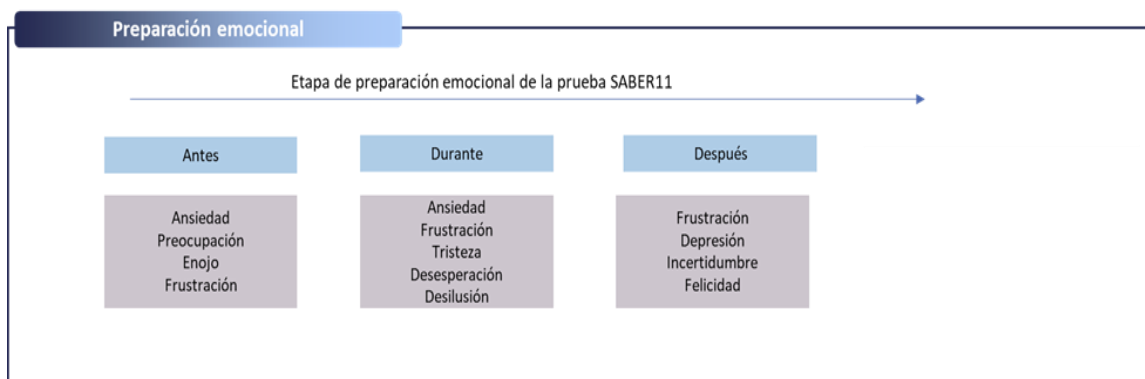 Preparación emocional
Etapa de preparación emocional de la prueba SABER11
Antes
Durante
Después
Ansiedad
Preocupación
Enojo
Frustración
Ansiedad
Frustración
Tristeza
Desesperación
Desilusión
Frustración
Depresión
Incertidumbre
Felicidad